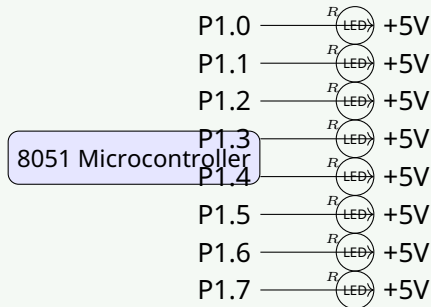 P1.0 R LED +5V
P1.1 R LED +5V
P1.2 R LED +5V
P1.3 R LED +5V
8051 Microcontroller
P1.4 R LED +5V
P1.5 R LED +5V
P1.6 R LED +5V
P1.7 R LED +5V